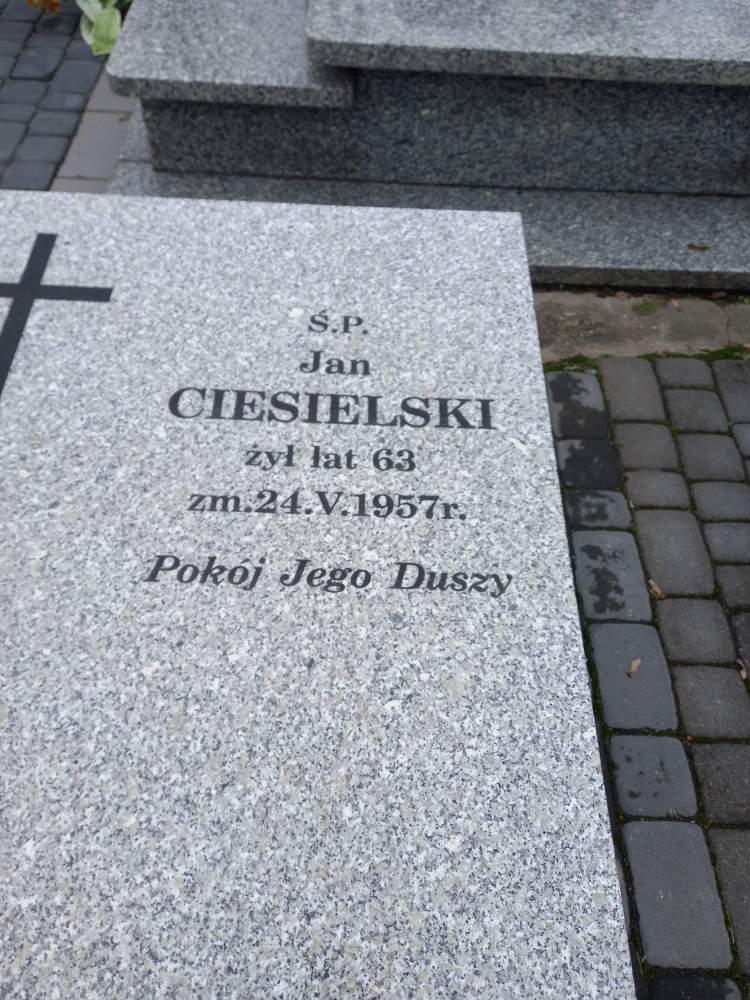 Ś.P.
Jan
CIESIELSKI
żył lat 63
zm.24.V.1957r.
Pokój Jego Duszy